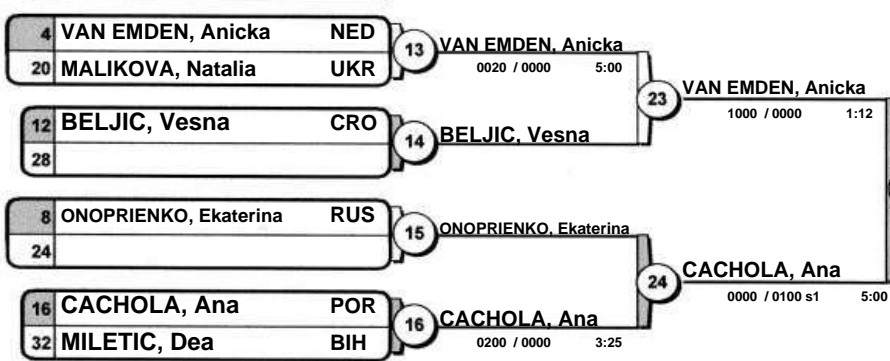 4 VAN EMDEN, Anicka NED
20 MALIKOVA, Natalia UKR
13
VAN EMDEN, Anicka
0020 / 0000 5:00
12 BELJIC, Vesna CRO
28
14
BELJIC, Vesna
23
VAN EMDEN, Anicka
1000 / 0000 1:12
8 ONOPRIENKO, Ekaterina RUS
24
15
ONOPRIENKO, Ekaterina
16 CACHOLA, Ana POR
32 MILETIC, Dea BIH
16
CACHOLA, Ana
0200 / 0000 3:25
24
CACHOLA, Ana
0000 / 0100 s1 5:00